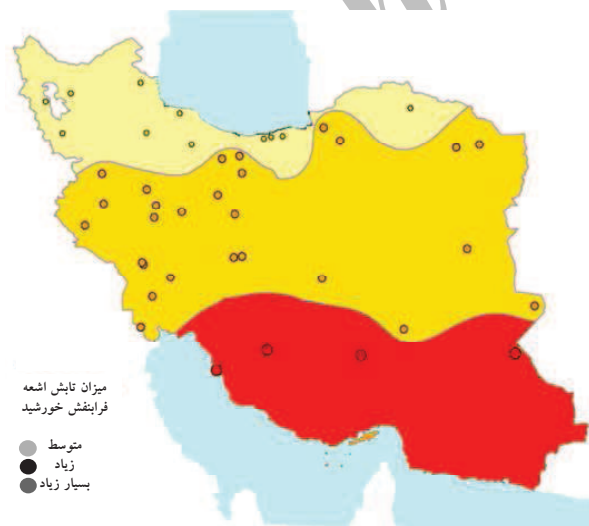 میزان تابش اشعه
فرابنفش خورشید
متوسط
زیاد
بسیار زیاد